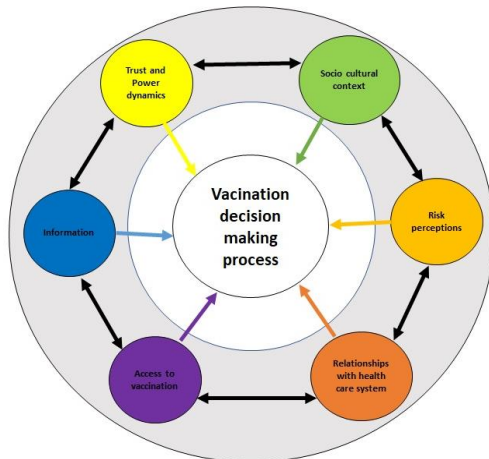 Trust and
Power
dynamics
Socio cultural
context
Information
Vacination
decision
making
process
Risk
perceptions
Access to
vaccination
Relationships
with health
care system